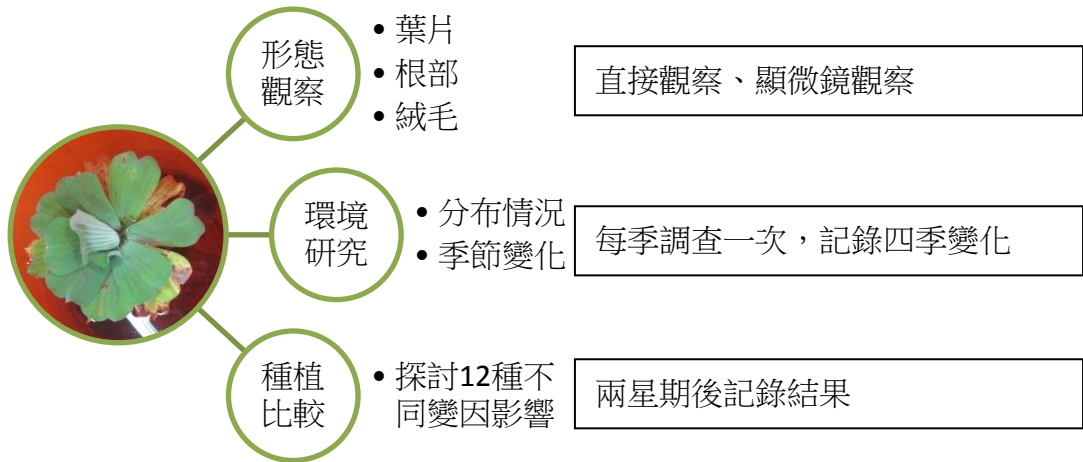 形態
觀察
• 葉片
• 根部
• 絨毛
直接觀察、顯微鏡觀察
環境
研究
• 分布情況
• 季節變化
每季調查一次，記錄四季變化
種植
比較
• 探討12種不
同變因影響
兩星期後記錄結果